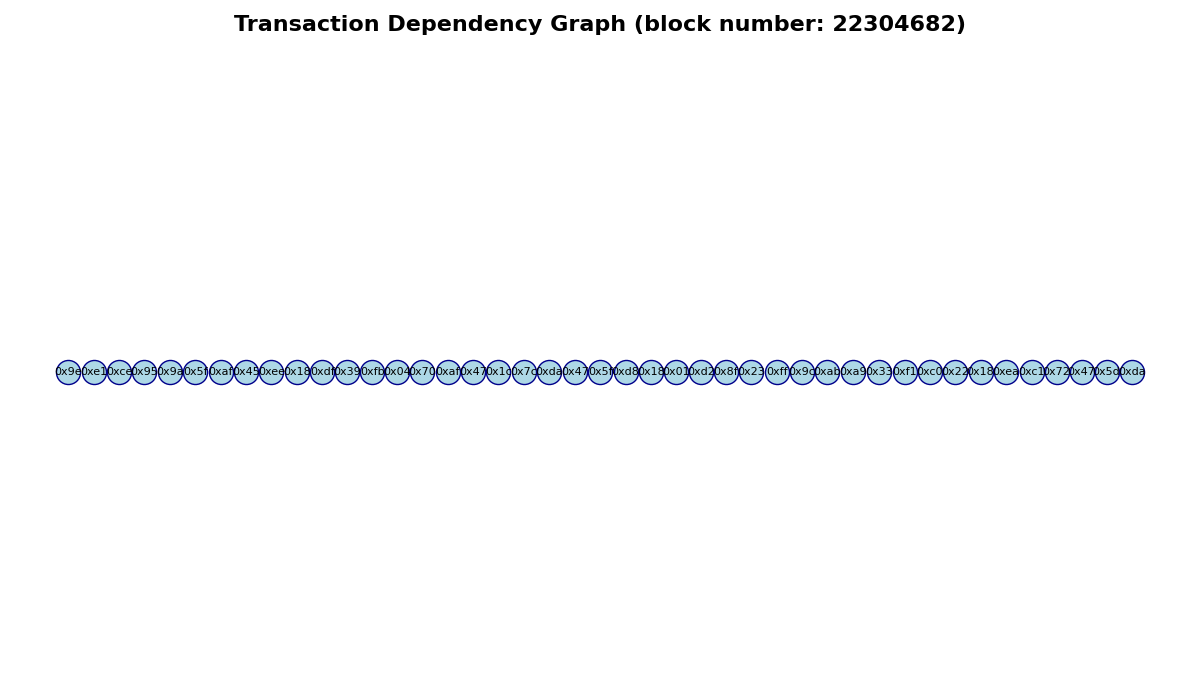 Transaction Dependency Graph (block number: 22304682)
0x9e 0xe1 0xce 0x95 0x9a 0x5f 0xaf 0x45 0xee 0x18 0xdf 0x39 0xfb 0x04 0x70 0xaf 0x47 0x1c 0x7c 0xda 0x47 0x5f 0xd8 0x18 0x01 0xd2 0x8f 0x23 0xff 0x9c 0xab 0xa9 0x33 0xf1 0xc0 0x22 0x18 0xea 0xc1 0x72 0x47 0xda